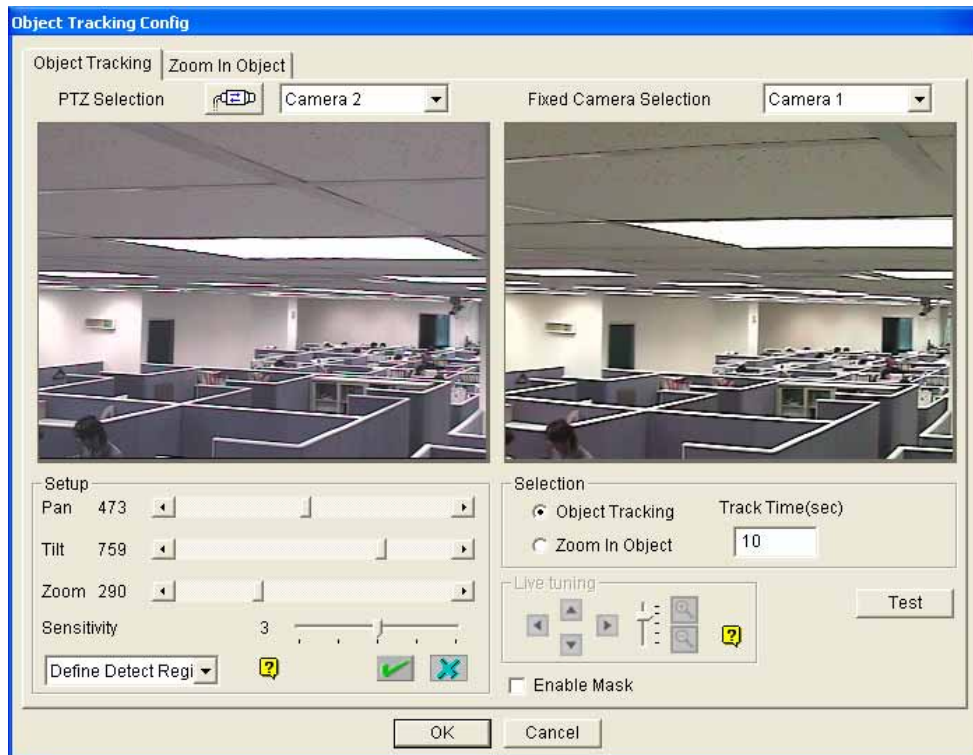 Object Tracking Config
Object Tracking
Zoom In Object
PTZ Selection
Camera 2
Fixed Camera Selection
Camera 1
Setup
Pan 473
Tilt 759
Zoom 290
Sensitivity 3
Define Detect Regi
?
Selection
Object Tracking
Zoom In Object
Track Time(sec)
10
Live tuning
?
Test
Enable Mask
OK
Cancel